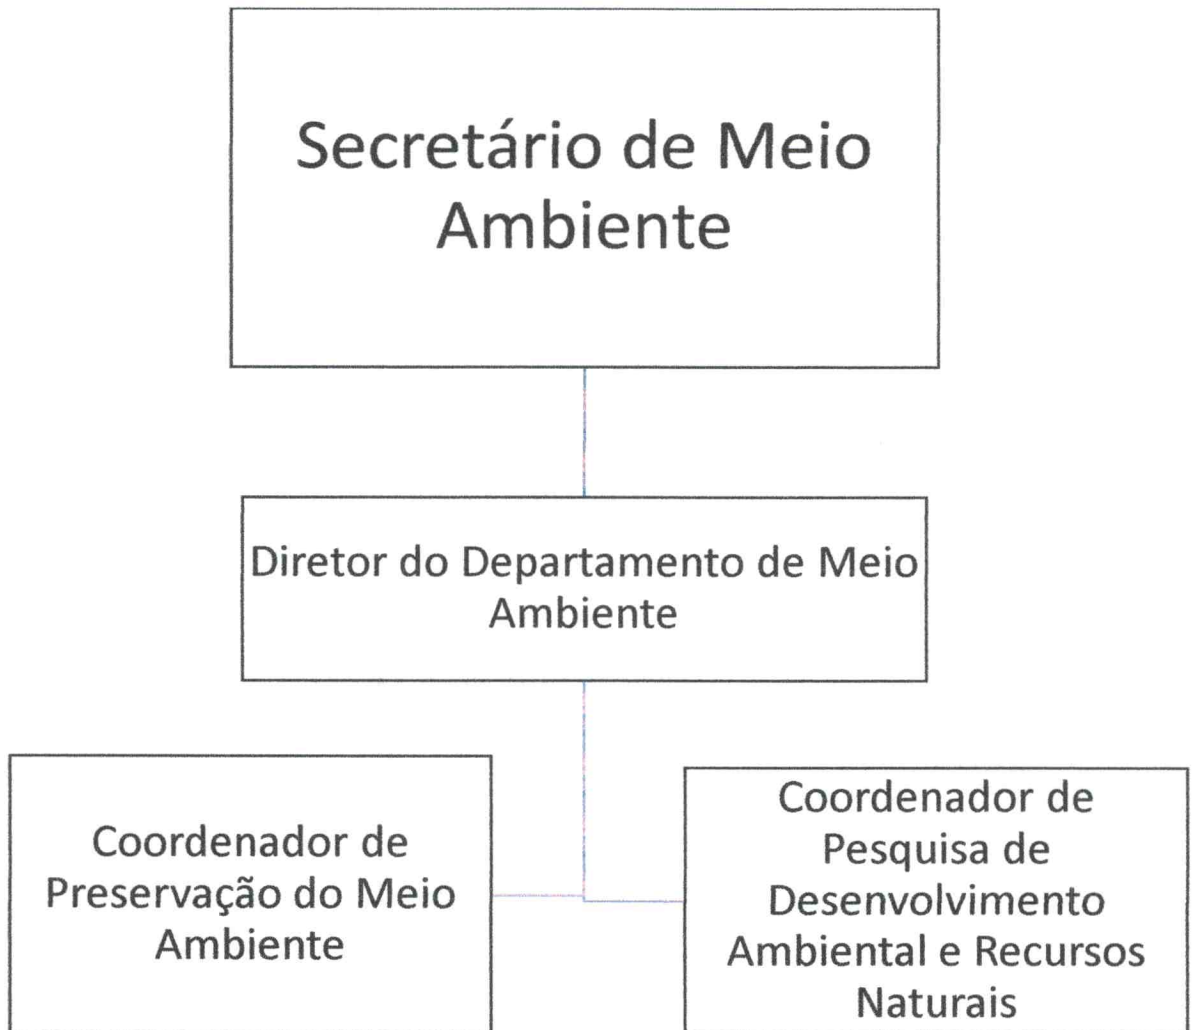 Secretário de Meio
Ambiente
Diretor do Departamento de Meio
Ambiente
Coordenador de
Preservação do Meio
Ambiente
Coordenador de
Pesquisa de
Desenvolvimento
Ambiental e Recursos
Naturais